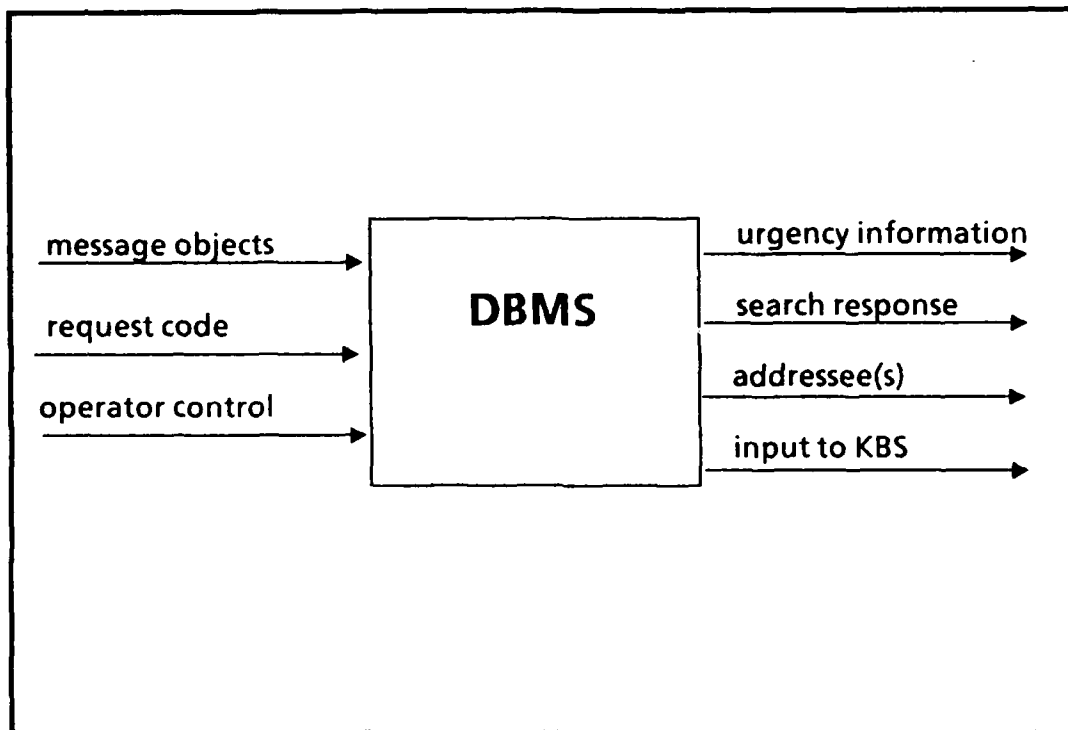 message objects
request code
operator control
DBMS
urgency information
search response
addressee(s)
input to KBS